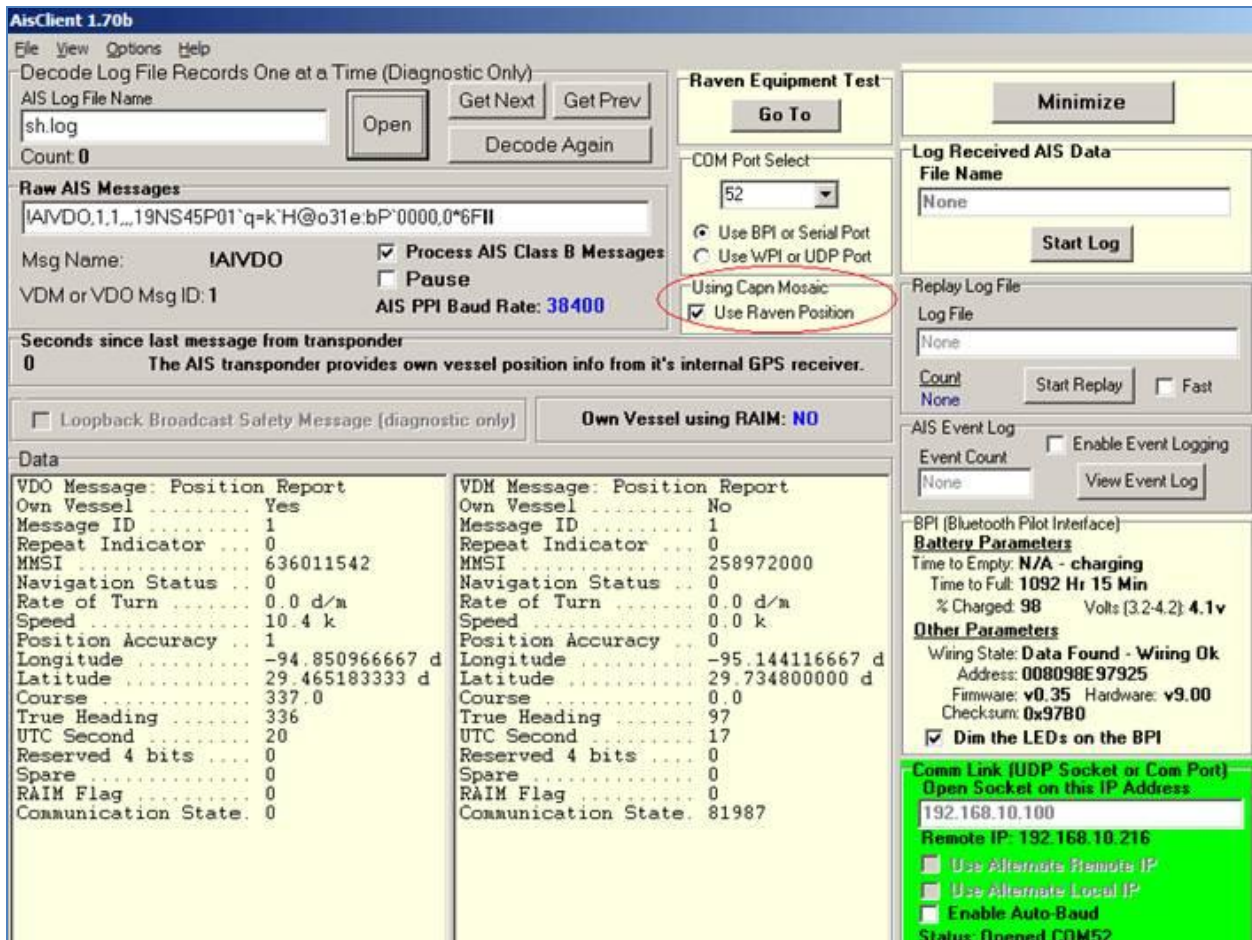 AisClient 1.70b
File View Options Help
Decode Log File Records One at a Time (Diagnostic Only)
AIS Log File Name
sh.log
Count: 0
Open
Get Next
Get Prev
Decode Again
Raw AIS Messages
!AIVDO,1,1,,,19NS45P01`q=k`H@o31e:bP`0000,0*6F
Msg Name: !AIVDO
VDM or VDO Msg ID: 1
Process AIS Class B Messages
Pause
AIS PPI Baud Rate: 38400
Seconds since last message from transponder
0 The AIS transponder provides own vessel position info from it's internal GPS receiver.
Loopback Broadcast Safety Message (diagnostic only)
Own Vessel using RAIM: NO
Data
VDO Message: Position Report
Own Vessel ......... Yes
Message ID ......... 1
Repeat Indicator ... 0
MMSI ............... 636011542
Navigation Status .. 0
Rate of Turn ....... 0.0 d/m
Speed .............. 10.4 k
Position Accuracy .. 1
Longitude .......... -94.850966667 d
Latitude ........... 29.465183333 d
Course ............. 337.0
True Heading ....... 336
UTC Second ......... 20
Reserved 4 bits .... 0
Spare .............. 0
RAIM Flag .......... 0
Communication State. 0
VDM Message: Position Report
Own Vessel ......... No
Message ID ......... 1
Repeat Indicator ... 0
MMSI ............... 258972000
Navigation Status .. 0
Rate of Turn ....... 0.0 d/m
Speed .............. 0.0 k
Position Accuracy .. 0
Longitude .......... -95.144116667 d
Latitude ........... 29.734800000 d
Course ............. 0.0
True Heading ....... 97
UTC Second ......... 17
Reserved 4 bits .... 0
Spare .............. 0
RAIM Flag .......... 0
Communication State. 81987
Raven Equipment Test
Go To
COM Port Select
52
Use BPI or Serial Port
Use WPI or UDP Port
Using Capn Mosaic
Use Raven Position
Minimize
Log Received AIS Data
File Name
None
Start Log
Replay Log File
Log File
None
Count
None
Start Replay
Fast
AIS Event Log
Event Count
None
Enable Event Logging
View Event Log
BPI (Bluetooth Pilot Interface)
Battery Parameters
Time to Empty: N/A - charging
Time to Full: 1092 Hr 15 Min
% Charged: 98 Volts (3.2-4.2): 4.1v
Other Parameters
Wiring State: Data Found - Wiring Ok
Address: 008098E97925
Firmware: v0.35 Hardware: v9.00
Checksum: 0x97B0
Dim the LEDs on the BPI
Comm Link (UDP Socket or Com Port)
Open Socket on this IP Address
192.168.10.100
Remote IP: 192.168.10.216
Use Alternate Remote IP
Use Alternate Local IP
Enable Auto-Baud
Status: Opened COM52